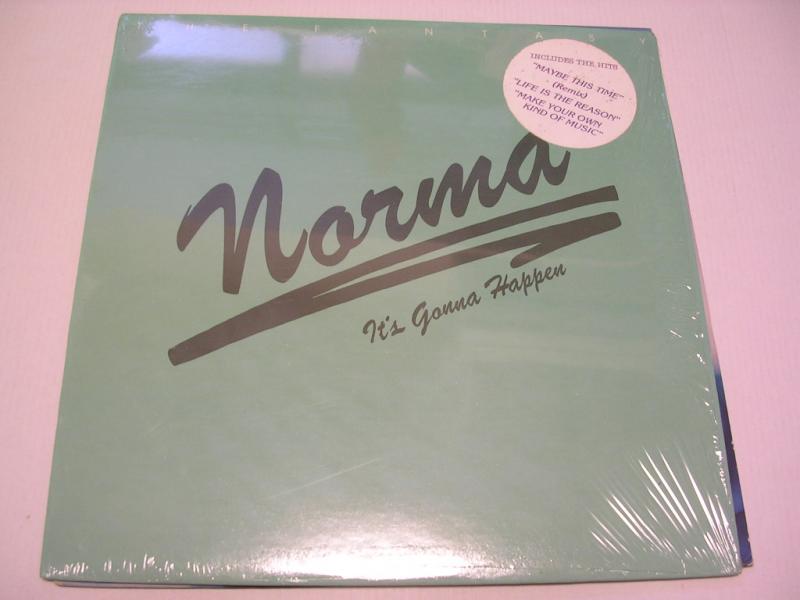 THE FANTASY
INCLUDES THE HITS
"MAYBE THIS TIME"
(Remix)
"LIFE IS THE REASON"
"MAKE YOUR OWN
KIND OF MUSIC"
Norma
It's Gonna Happen